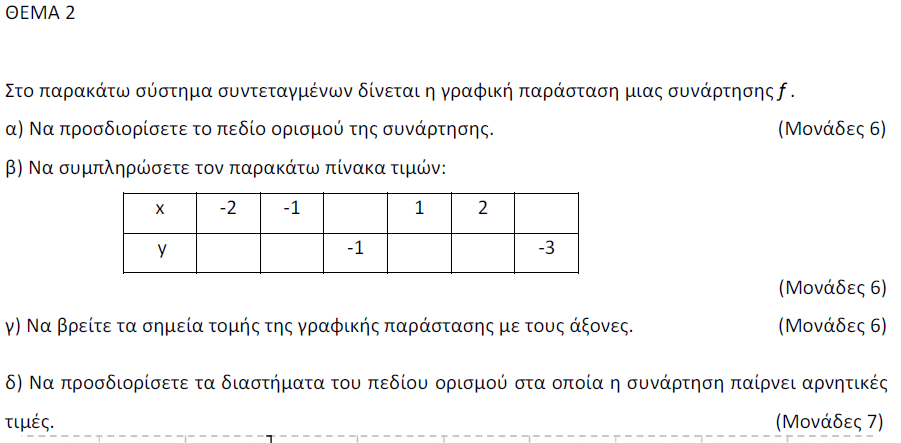 ΘΕΜΑ 2
Στο παρακάτω σύστημα συντεταγμένων δίνεται η γραφική παράσταση μιας συνάρτησης f .
α) Να προσδιορίσετε το πεδίο ορισμού της συνάρτησης. (Μονάδες 6)
β) Να συμπληρώσετε τον παρακάτω πίνακα τιμών:
x -2 -1 1 2
y -1 -3
(Μονάδες 6)
γ) Να βρείτε τα σημεία τομής της γραφικής παράστασης με τους άξονες. (Μονάδες 6)
δ) Να προσδιορίσετε τα διαστήματα του πεδίου ορισμού στα οποία η συνάρτηση παίρνει αρνητικές
τιμές. (Μονάδες 7)